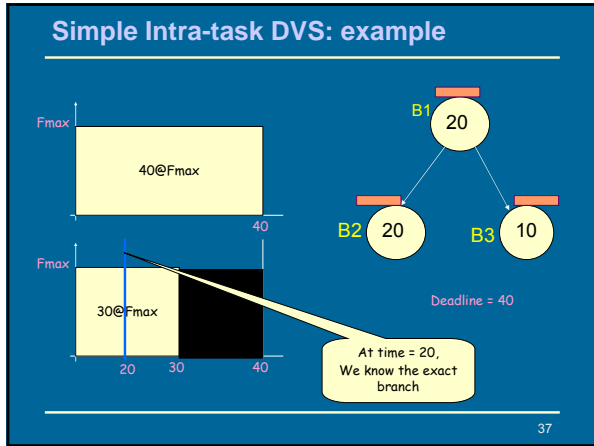 Simple Intra-task DVS: example
Fmax
40@Fmax
40
B1
20
B2
20
B3
10
Deadline = 40
Fmax
30@Fmax
20
30
40
At time = 20,
We know the exact
branch
37